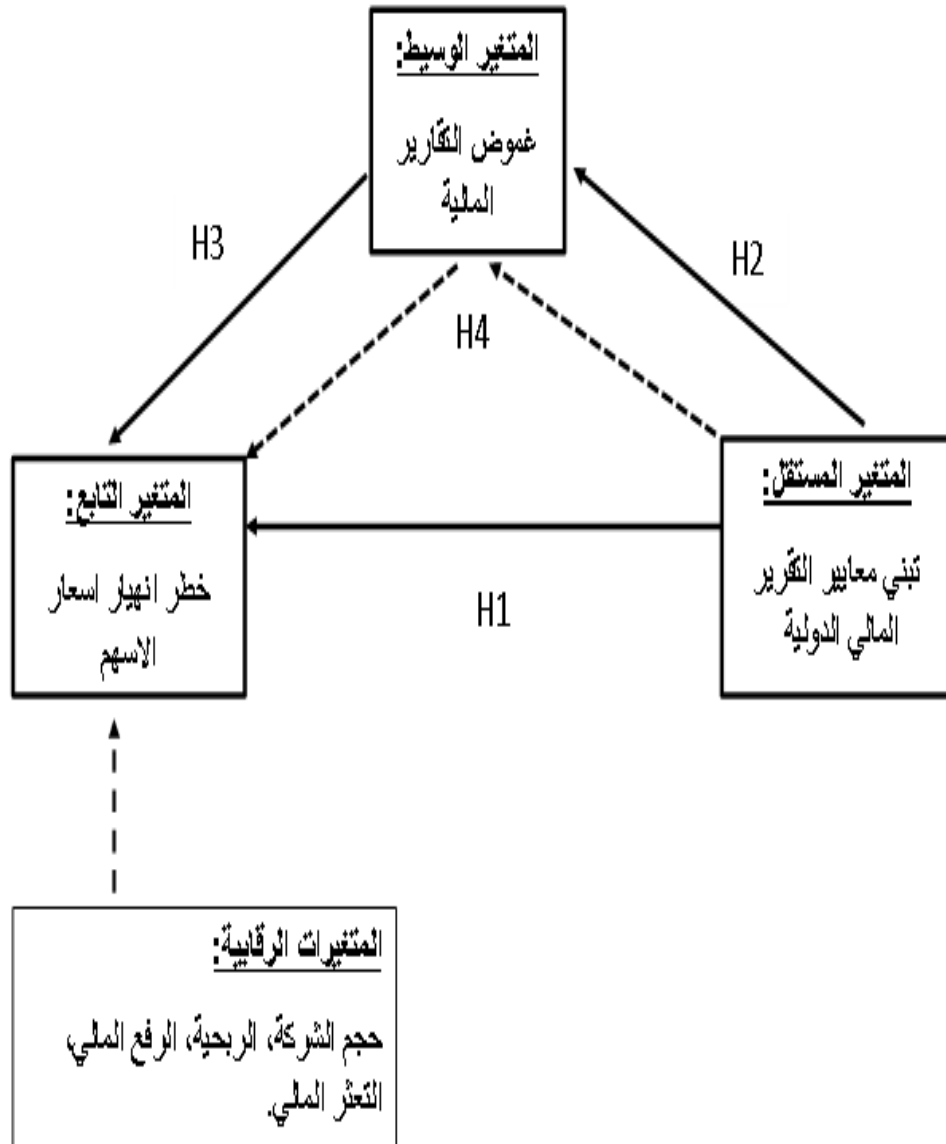 المتغير الوسيط:
غموض التقارير
المالية
H3
H2
H4
المتغير المستقل:
تبني معايير التقرير
المالي الدولية
المتغير التابع:
خطر انهيار اسعار
الاسهم
H1
المتغيرات الرقابية:
حجم الشركة، الربحية، الرفع المالي،
التعثر المالي.